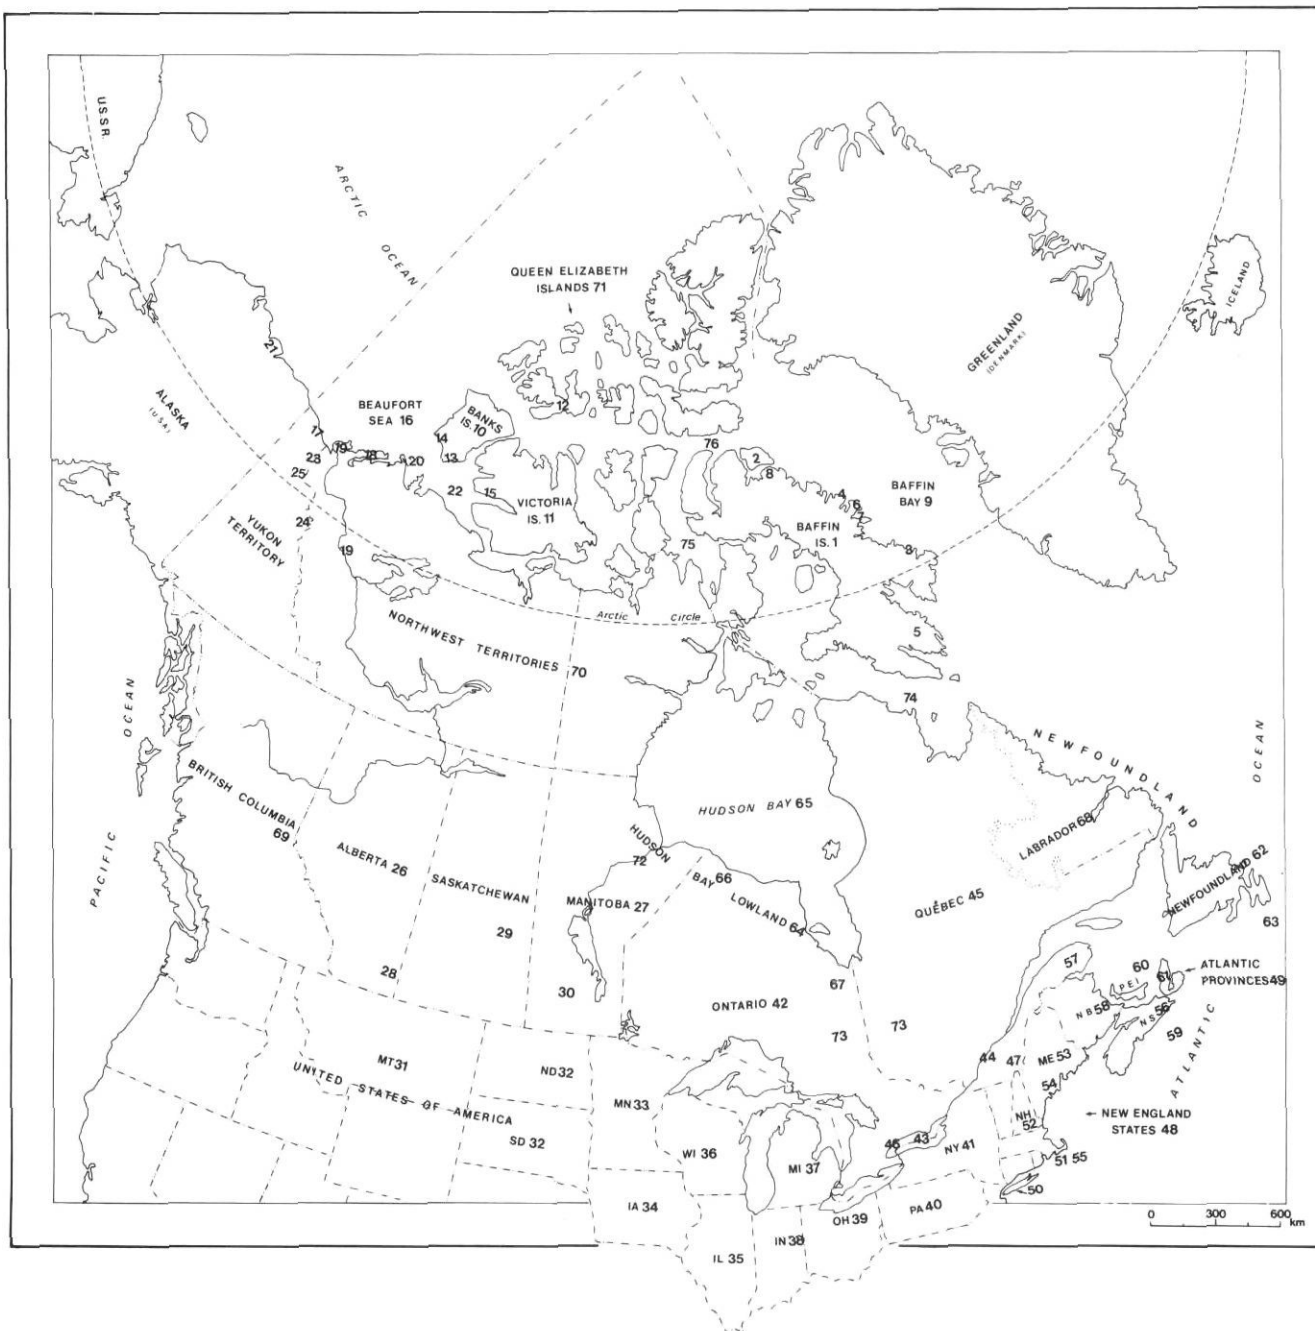 U.S.S.R.
ARCTIC OCEAN
QUEEN ELIZABETH
ISLANDS 71
ICELAND
GREENLAND
(DENMARK)
21
ALASKA
(USA)
BEAUFORT
SEA 16
BANKS
IS. 10
12
17
14
76
19
18
20
13
2
8
23
25
22
15
VICTORIA
IS. 11
4
6
7
BAFFIN
BAY 9
24
YUKON
TERRITORY
BAFFIN
IS. 1
19
75
3
Arctic Circle
NORTHWEST TERRITORIES 70
5
74
PACIFIC OCEAN
NEWFOUNDLAND
ATLANTIC OCEAN
BRITISH COLUMBIA
69
HUDSON BAY 65
LABRADOR 68
ALBERTA 26
SASKATCHEWAN
29
HUDSON
72
BAY 66
LOWLAND 64
MANITOBA 27
QUÉBEC 45
NEWFOUNDLAND 62
63
28
30
ONTARIO 42
67
57
60
61
ATLANTIC
PROVINCES 49
PEI
NB 58
NS 56
59
73
73
44
47
ME 53
54
MT 31
ND 32
UNITED STATES OF AMERICA
MN 33
SD 32
WI 36
MI 37
46
43
NY 41
NH
52
NEW ENGLAND
STATES 48
51 55
50
IA 34
OH 39
PA 40
IL 35
IN 38
0 300 600
km